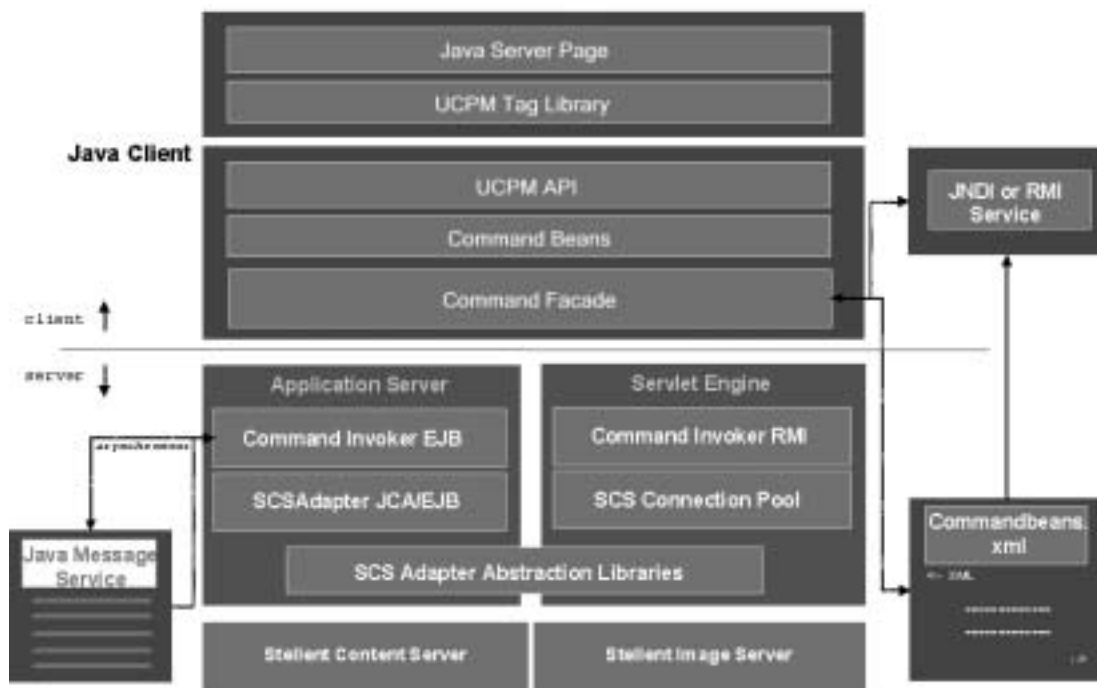 Java Server Page
UCPM Tag Library
Java Client
UCPM API
JNDI or RMI
Service
Command Beans
Command Facade
client
server
Application Server
Servlet Engine
Command Invoker EJB
Command Invoker RMI
SCSAdapter JCA/EJB
SCS Connection Pool
Commandbeans.
xml
Java Message
Service
SCS Adapter Abstraction Libraries
<- XML
Stellent Content Server
Stellent Image Server